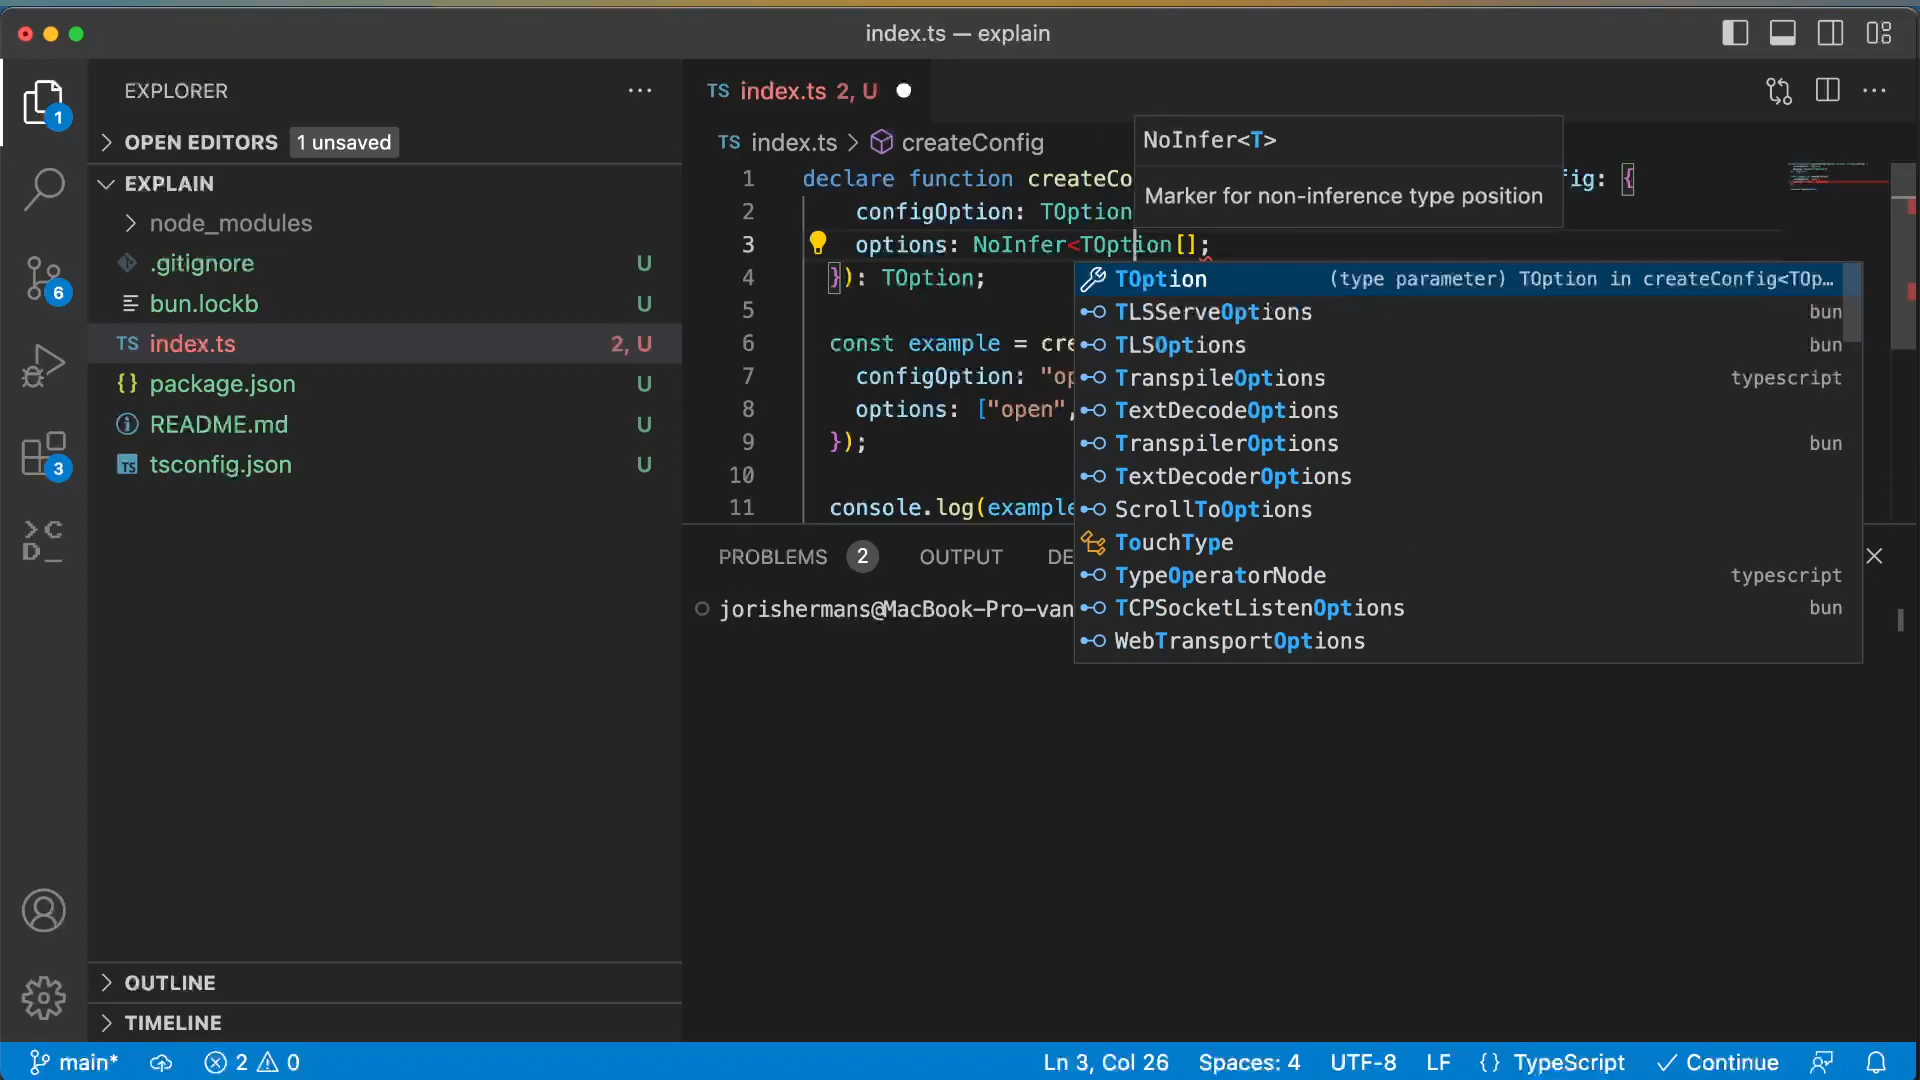 index.ts — explain
EXPLORER
OPEN EDITORS 1 unsaved
EXPLAIN
node_modules
.gitignore U
bun.lockb U
TS index.ts 2, U
{} package.json U
README.md U
TS tsconfig.json U
OUTLINE
TIMELINE
1
6
3
TS index.ts 2, U
TS index.ts > createConfig
NoInfer<T>
Marker for non-inference type position
1 declare function createCo fig: {
2 configOption: TOption
3 options: NoInfer<TOption[];
4 }): TOption;
5
6 const example = cre
7 configOption: "op
8 options: ["open",
9 });
10
11 console.log(example
TOption (type parameter) TOption in createConfig<TOp…
TLSServeOptions bun
TLSOptions bun
TranspileOptions typescript
TextDecodeOptions
TranspilerOptions bun
TextDecoderOptions
ScrollToOptions
TouchType
TypeOperatorNode typescript
TCPSocketListenOptions bun
WebTransportOptions
PROBLEMS 2 OUTPUT DE
jorishermans@MacBook-Pro-van
main* 2 0 Ln 3, Col 26 Spaces: 4 UTF-8 LF {} TypeScript Continue